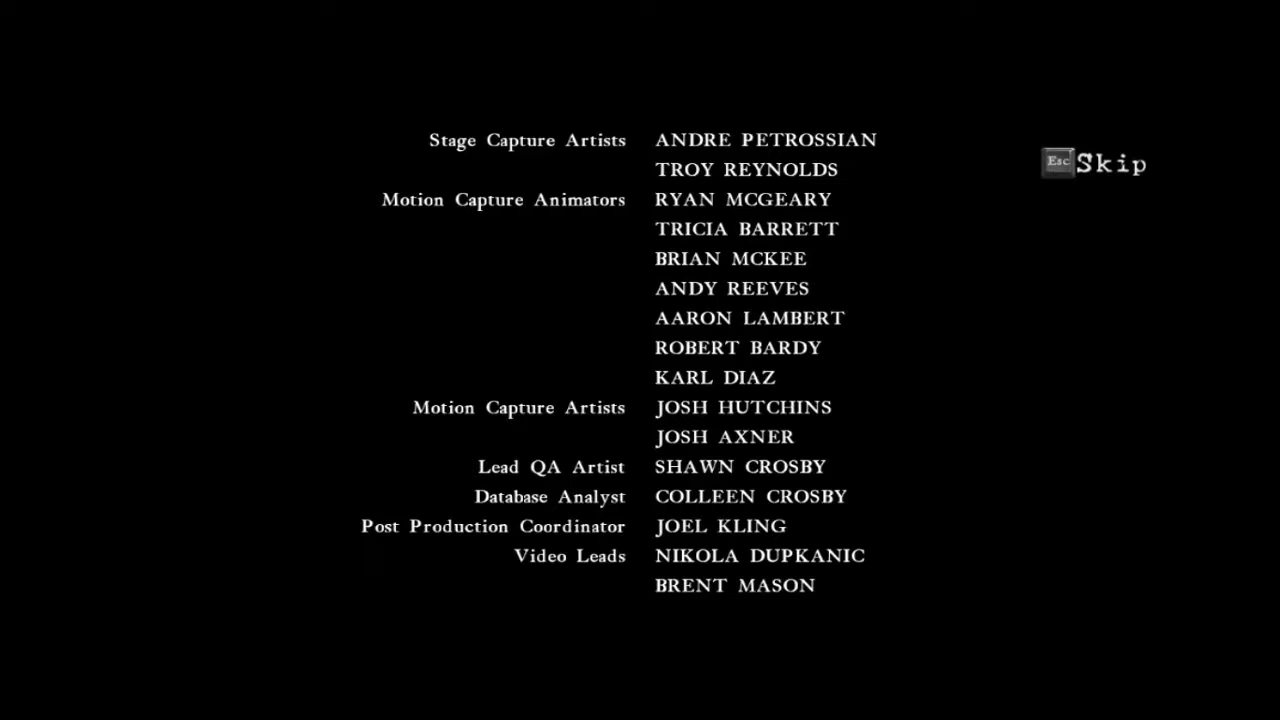 Stage Capture Artists ANDRE PETROSSIAN
Esc Skip
TROY REYNOLDS
Motion Capture Animators RYAN MCGEARY
TRICIA BARRETT
BRIAN MCKEE
ANDY REEVES
AARON LAMBERT
ROBERT BARDY
KARL DIAZ
Motion Capture Artists JOSH HUTCHINS
JOSH AXNER
Lead QA Artist SHAWN CROSBY
Database Analyst COLLEEN CROSBY
Post Production Coordinator JOEL KLING
Video Leads NIKOLA DUPKANIC
BRENT MASON